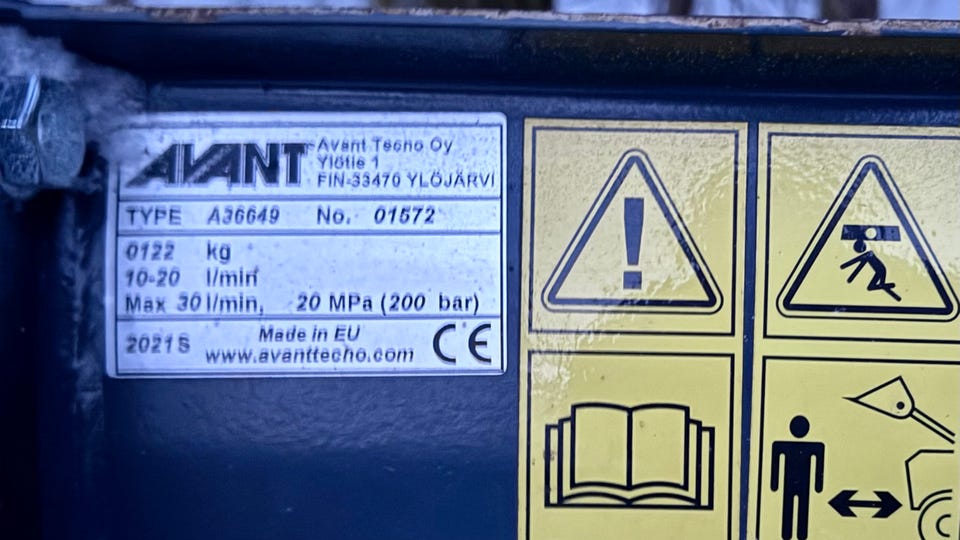 AVANT
Avant Tecno Oy
Ylötie 1
FIN-33470 YLÖJÄRVI
TYPE A36649 No. 01572
0122 kg
10-20 l/min
Max 30 l/min, 20 MPa (200 bar)
2021S
Made in EU
www.avanttecno.com
CE
!